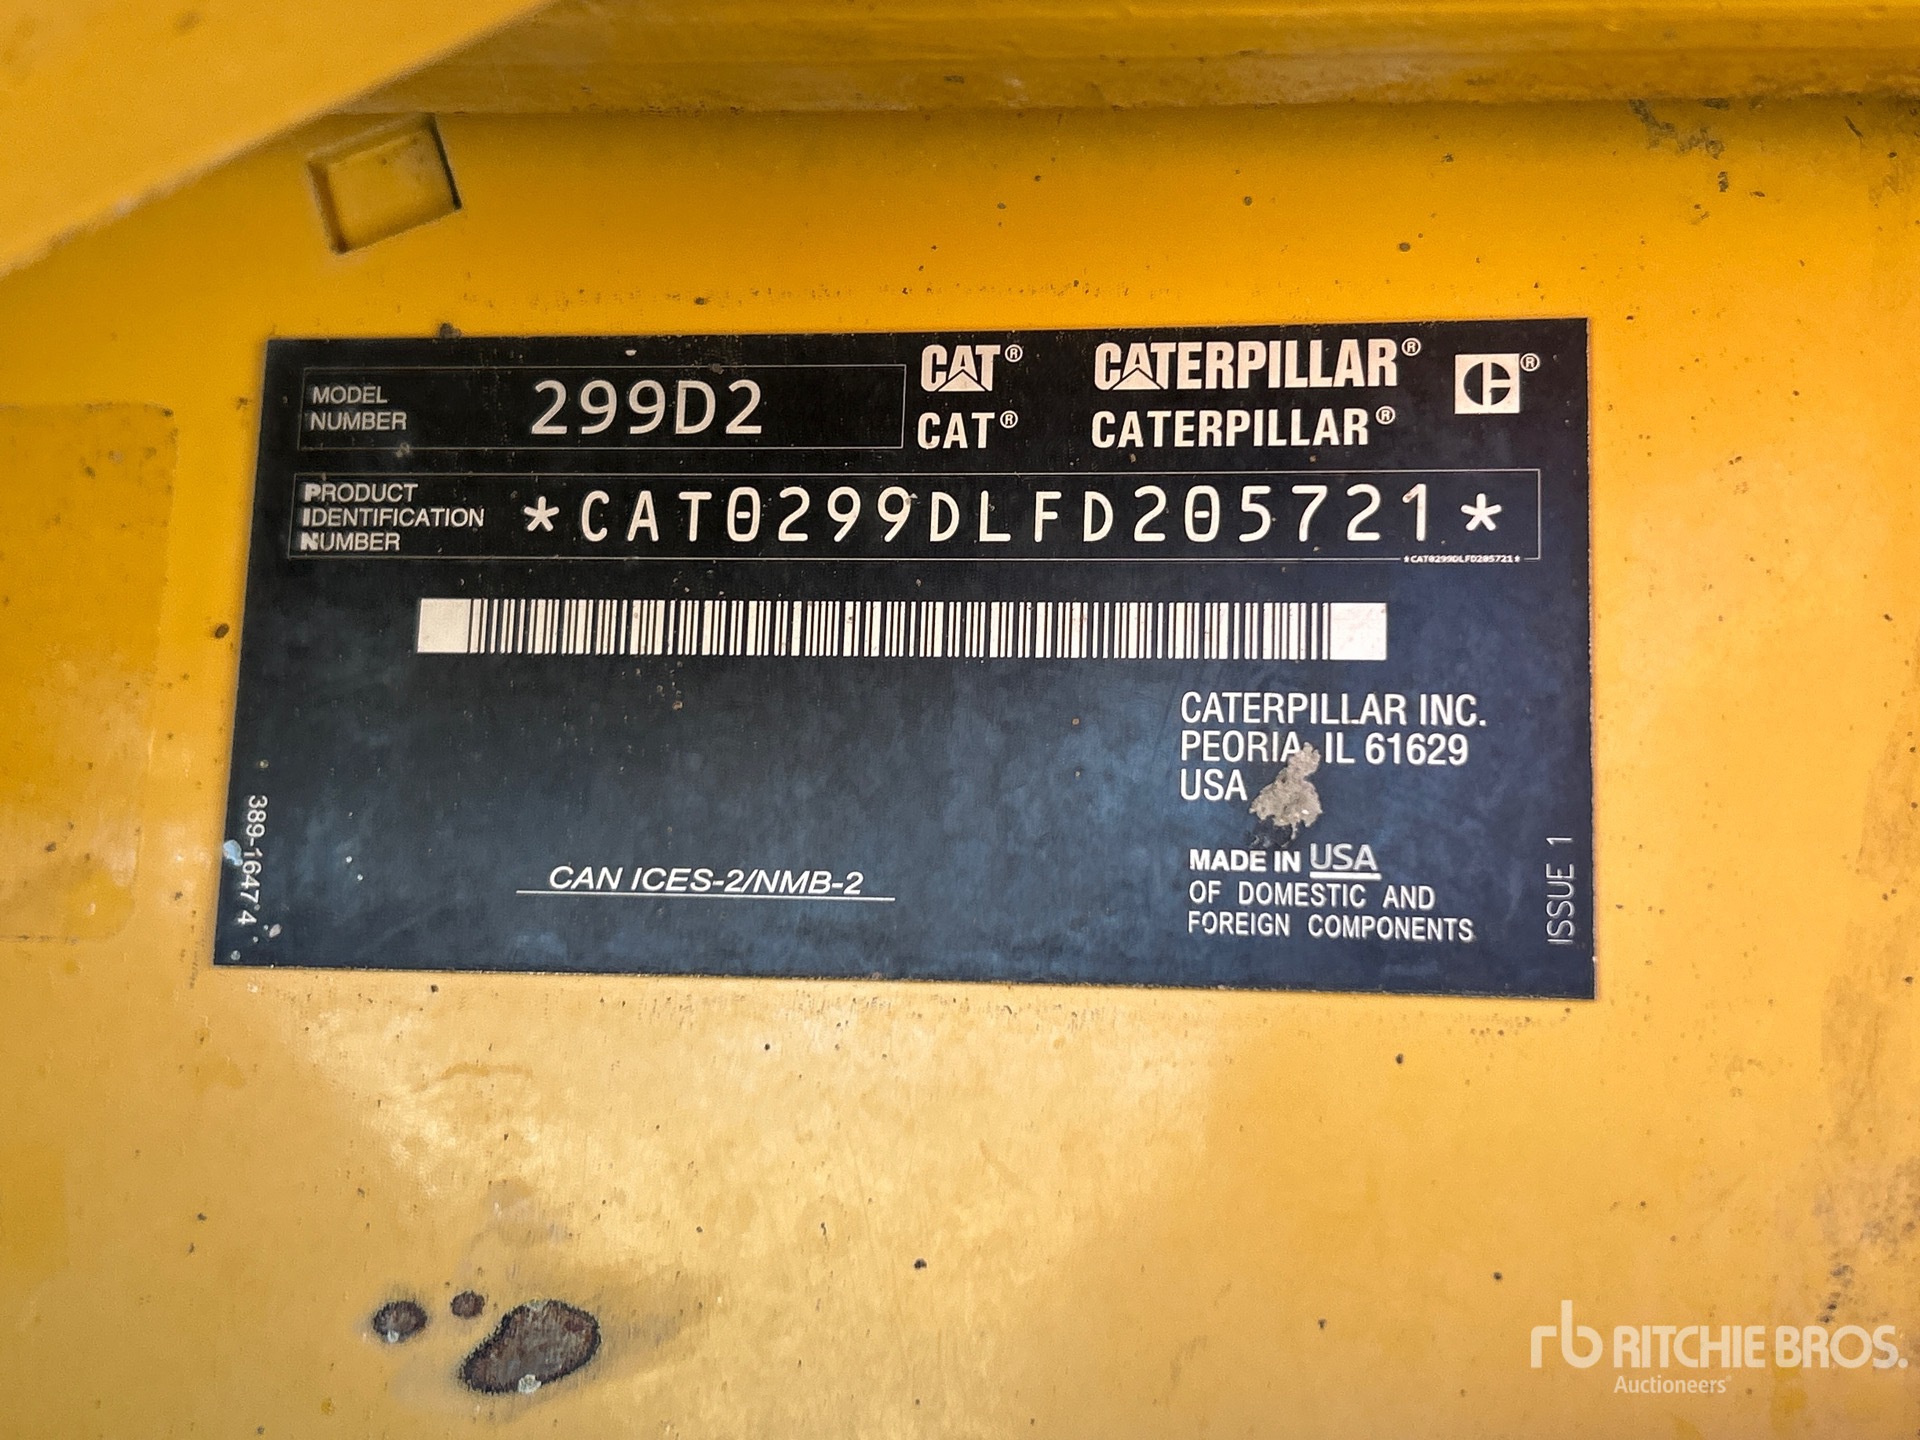 MODEL
NUMBER
299D2
CAT®
CATERPILLAR®
®
CAT®
CATERPILLAR®
PRODUCT
IDENTIFICATION
NUMBER
*CAT0299DLFD205721*
*CAT0299DLFD205721*
CATERPILLAR INC.
PEORIA, IL 61629
USA
MADE IN USA
OF DOMESTIC AND
FOREIGN COMPONENTS
CAN ICES-2/NMB-2
389-1647 4
ISSUE 1
rb RITCHIE BROS.
Auctioneers